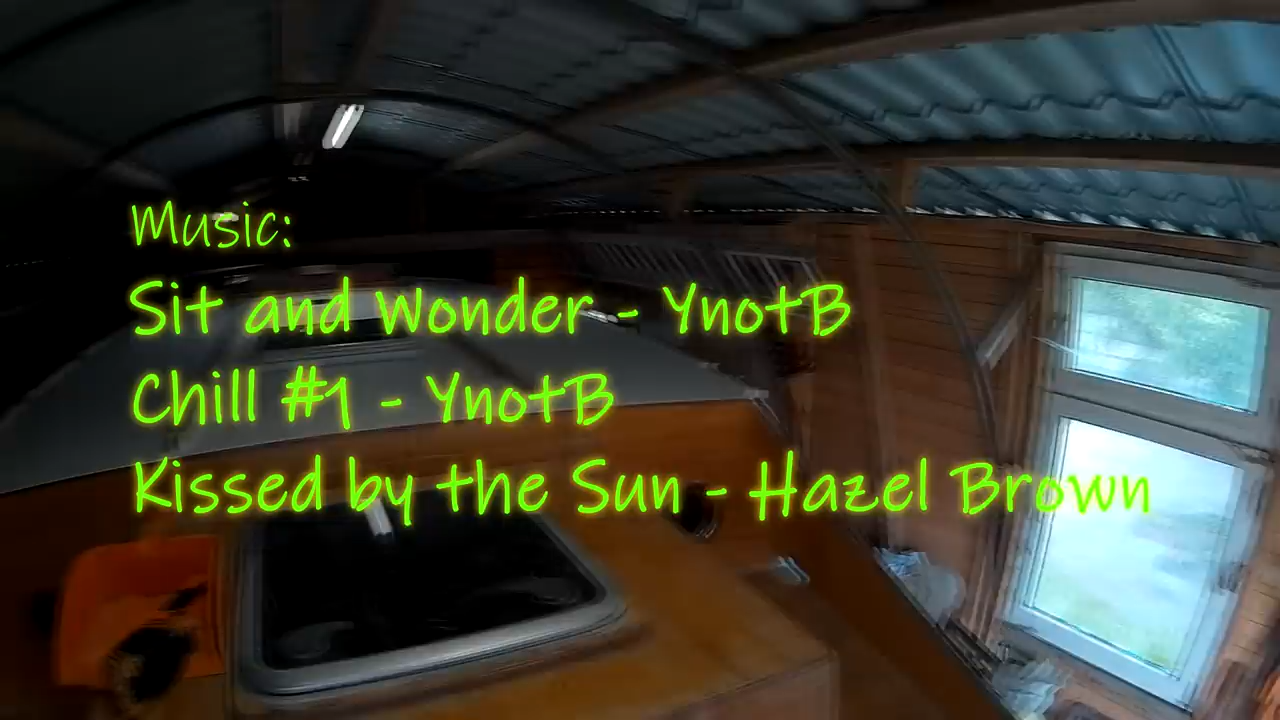 Music:
Sit and Wonder - YnotB
Chill #1 - YnotB
Kissed by the Sun - Hazel Brown